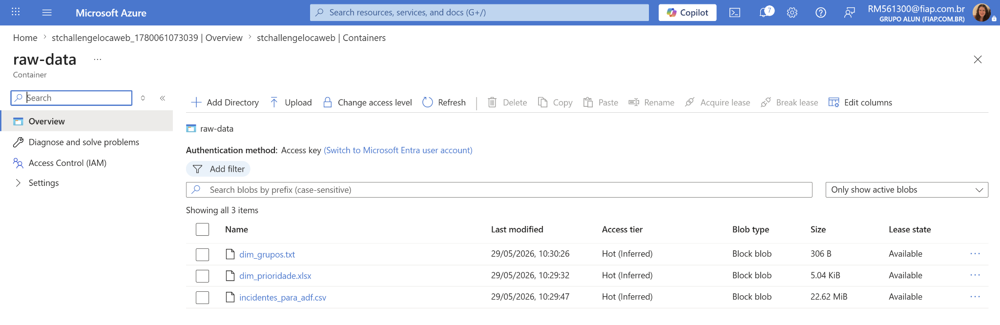 Microsoft Azure
Search resources, services, and docs (G+/)
Copilot
7
RM561300@fiap.com.br
GRUPO ALUN (FIAP.COM.BR)
Home > stchallengelocaweb_1780061073039 | Overview > stchallengelocaweb | Containers
raw-data ...
Container
Search
Overview
Diagnose and solve problems
Access Control (IAM)
Settings
Add Directory Upload Change access level Refresh Delete Copy Paste Rename Acquire lease Break lease Edit columns
raw-data
Authentication method: Access key (Switch to Microsoft Entra user account)
Add filter
Search blobs by prefix (case-sensitive)
Only show active blobs
Showing all 3 items
Name Last modified Access tier Blob type Size Lease state
dim_grupos.txt 29/05/2026, 10:30:26 Hot (Inferred) Block blob 306 B Available ...
dim_prioridade.xlsx 29/05/2026, 10:29:32 Hot (Inferred) Block blob 5.04 KiB Available ...
incidentes_para_adf.csv 29/05/2026, 10:29:47 Hot (Inferred) Block blob 22.62 MiB Available ...